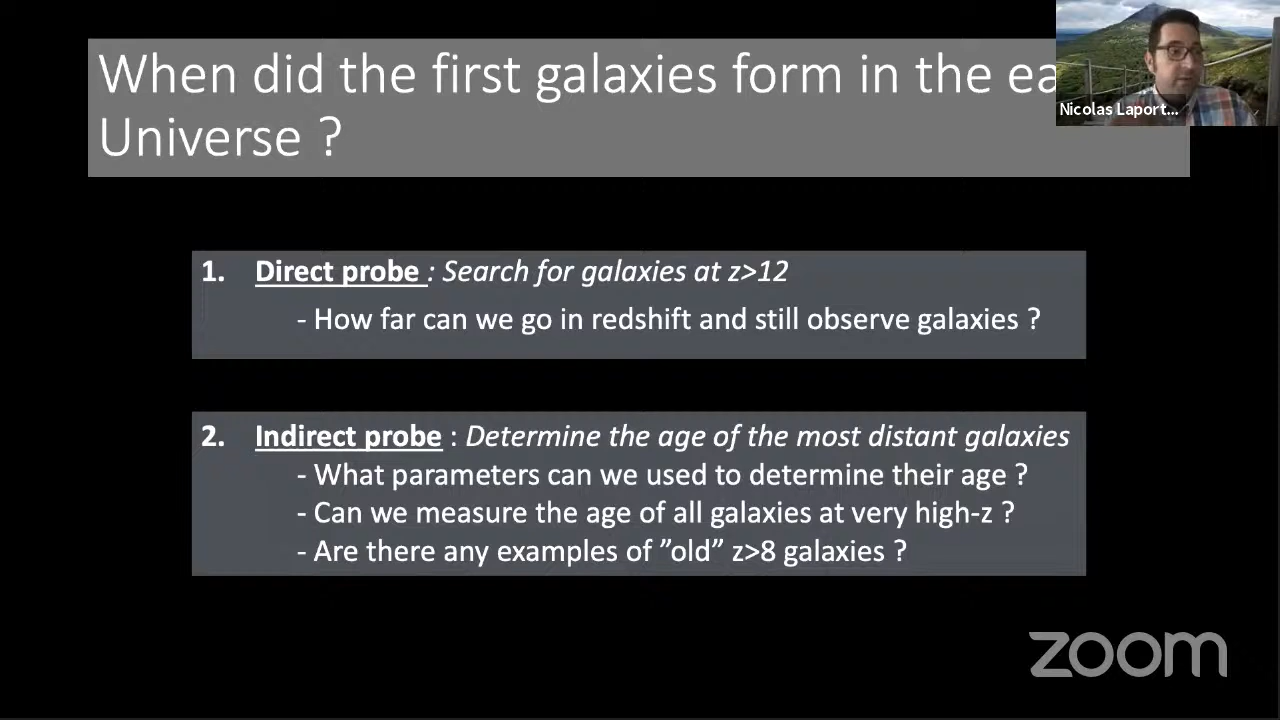 When did the first galaxies form in the ea
Universe ?
Nicolas Laport...
1. Direct probe : Search for galaxies at z>12
- How far can we go in redshift and still observe galaxies ?
2. Indirect probe : Determine the age of the most distant galaxies
- What parameters can we used to determine their age ?
- Can we measure the age of all galaxies at very high-z ?
- Are there any examples of ”old” z>8 galaxies ?
zoom